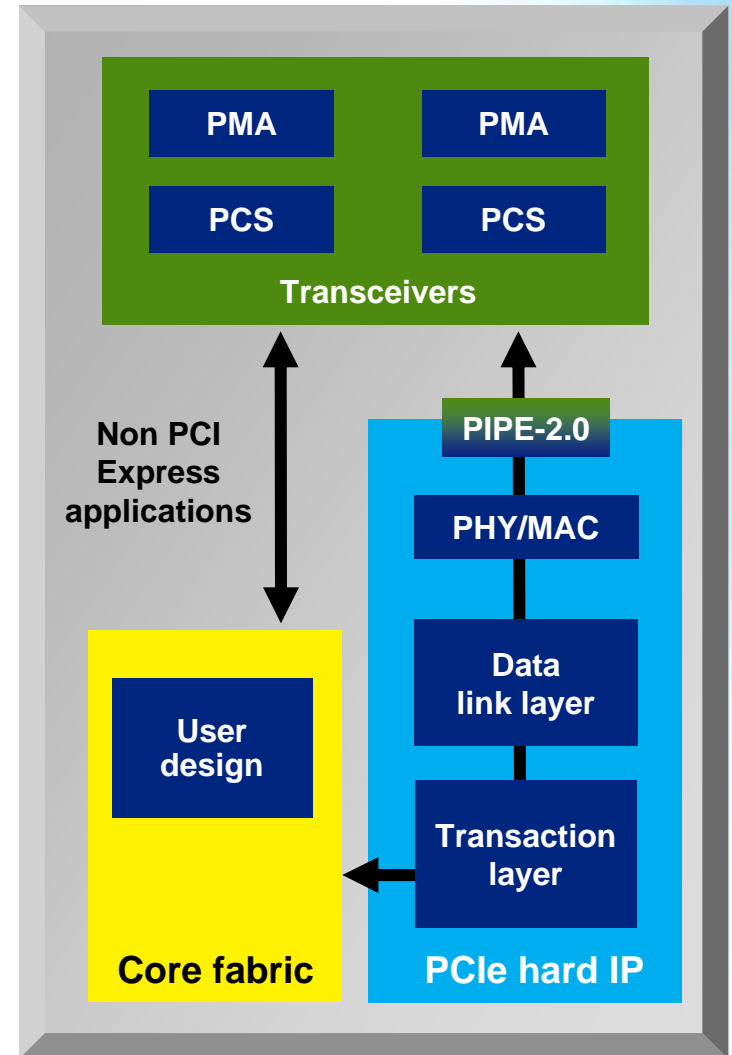 PMA
PMA
PCS
PCS
Transceivers
Non PCI
Express
applications
PIPE-2.0
PHY/MAC
Data
link layer
User
design
Transaction
layer
Core fabric
PCIe hard IP